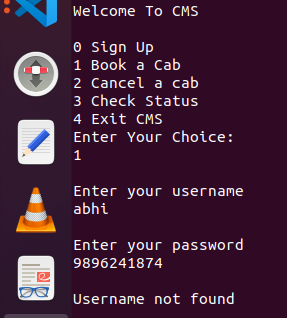 Welcome To CMS
0 Sign Up
1 Book a Cab
2 Cancel a cab
3 Check Status
4 Exit CMS
Enter Your Choice:
1
Enter your username
abhi
Enter your password
9896241874
Username not found